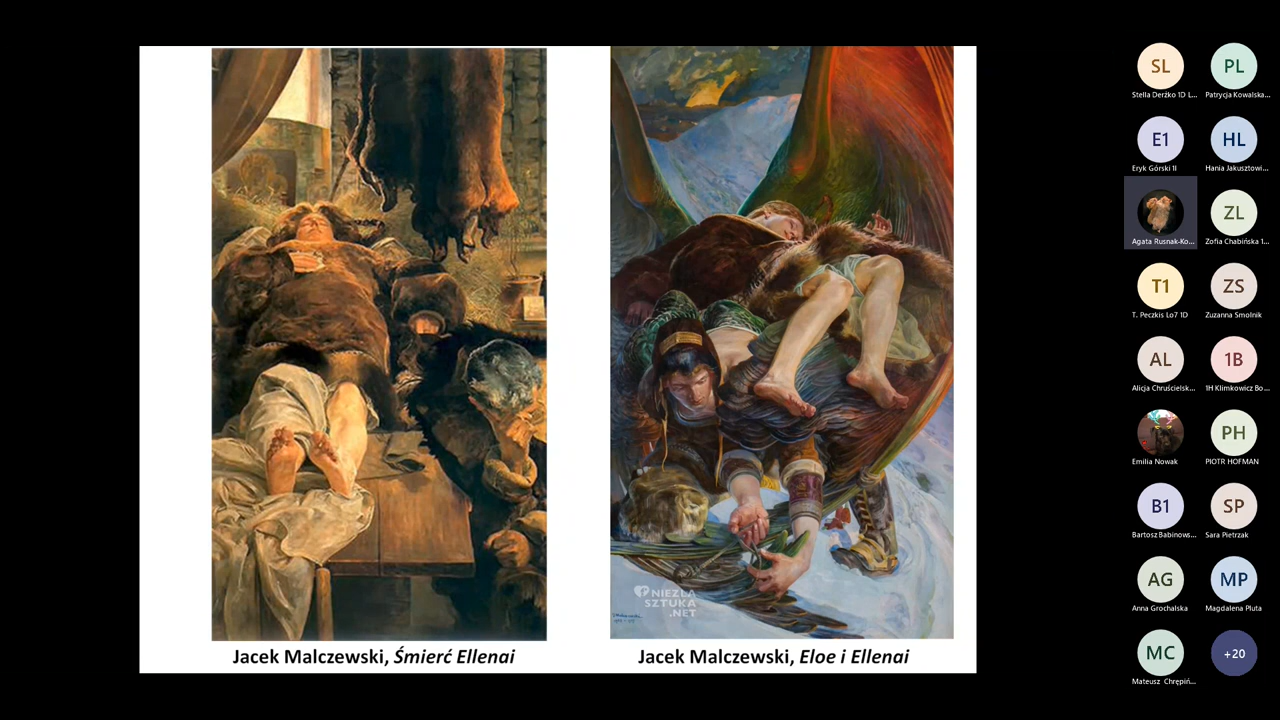 NIEZŁA
SZTUKA
.NET
Jacek Malczewski, Śmierć Ellenai
Jacek Malczewski, Eloe i Ellenai
SL
Stella Derżko 1D L...
PL
Patrycja Kowalska...
E1
Eryk Górski 1I
HL
Hania Jakusztowi...
Agata Rusnak-Ko...
ZL
Zofia Chabińska 1...
T1
T. Peczkis Lo7 1D
ZS
Zuzanna Smolnik
AL
Alicja Chruścielsk...
1B
1H Klimkowicz Bo...
Emilia Nowak
PH
PIOTR HOFMAN
B1
Bartosz Babinows...
SP
Sara Pietrzak
AG
Anna Grochalska
MP
Magdalena Pluta
MC
Mateusz Chrępiń...
+20